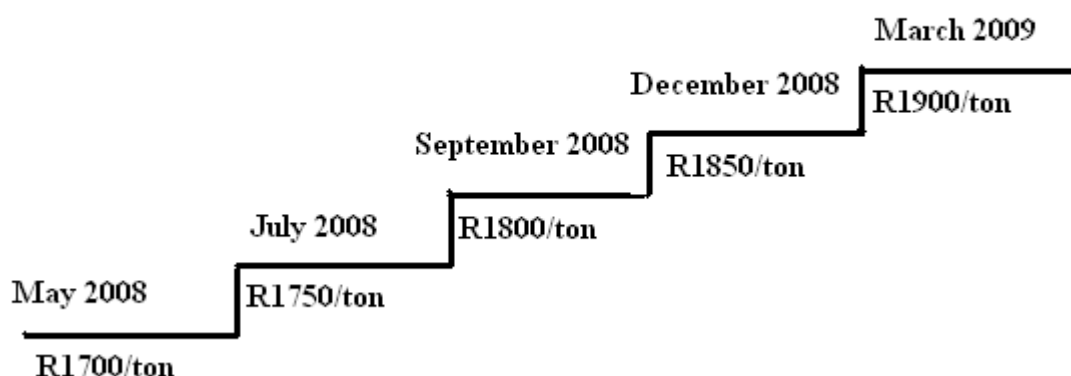 March 2009
R1900/ton
December 2008
R1850/ton
September 2008
R1800/ton
July 2008
R1750/ton
May 2008
R1700/ton